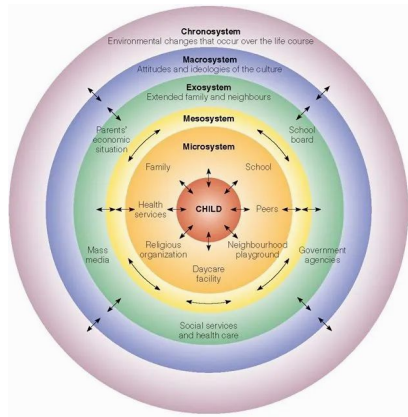 Chronosystem
Environmental changes that occur over the life course
Macrosystem
Attitudes and ideologies of the culture
Exosystem
Extended family and neighbours
Mesosystem
Parents'
economic
situation
School
board
Microsystem
Family
School
Health
services
CHILD
Peers
Religious
organization
Neighbourhood
playground
Daycare
facility
Mass
media
Government
agencies
Social services
and health care